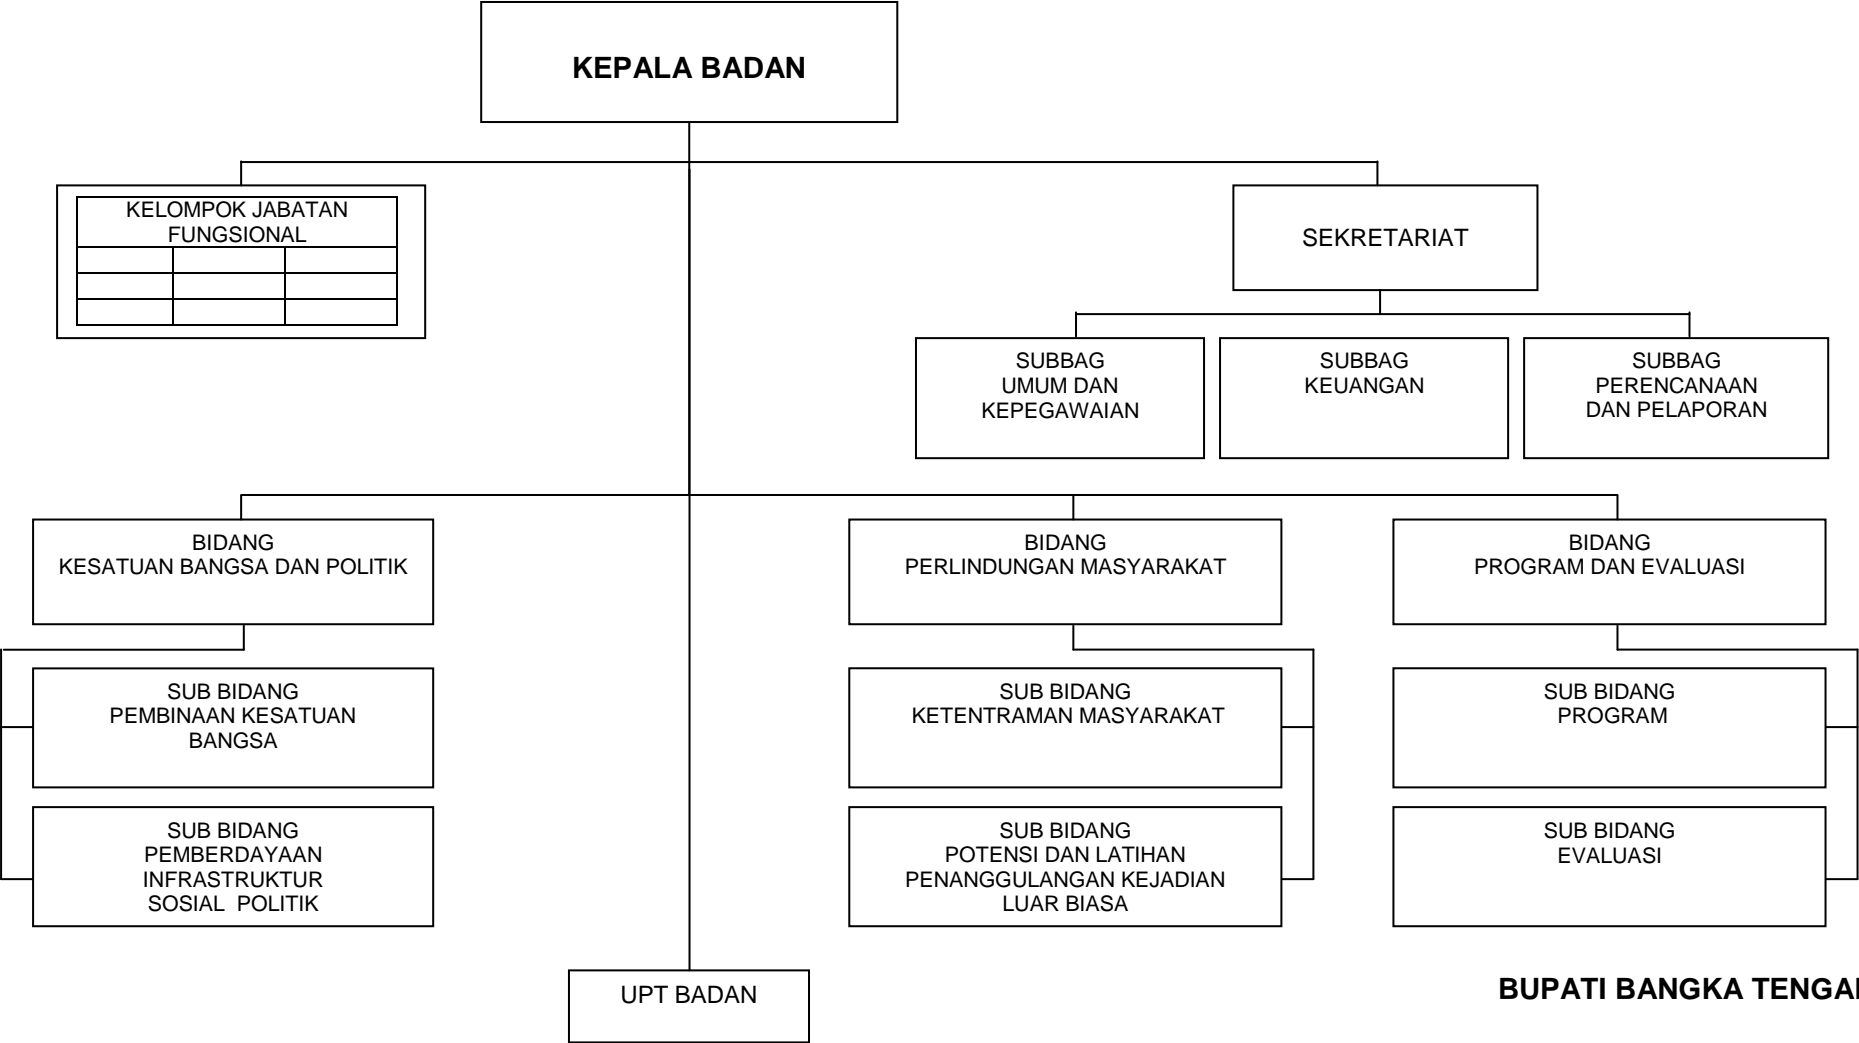 KEPALA BADAN
KELOMPOK JABATAN
FUNGSIONAL
SEKRETARIAT
SUBBAG
UMUM DAN
KEPEGAWAIAN
SUBBAG
KEUANGAN
SUBBAG
PERENCANAAN
DAN PELAPORAN
BIDANG
KESATUAN BANGSA DAN POLITIK
BIDANG
PERLINDUNGAN MASYARAKAT
BIDANG
PROGRAM DAN EVALUASI
SUB BIDANG
PEMBINAAN KESATUAN
BANGSA
SUB BIDANG
KETENTRAMAN MASYARAKAT
SUB BIDANG
PROGRAM
SUB BIDANG
PEMBERDAYAAN
INFRASTRUKTUR
SOSIAL POLITIK
SUB BIDANG
POTENSI DAN LATIHAN
PENANGGULANGAN KEJADIAN
LUAR BIASA
SUB BIDANG
EVALUASI
UPT BADAN
BUPATI BANGKA TENGAH